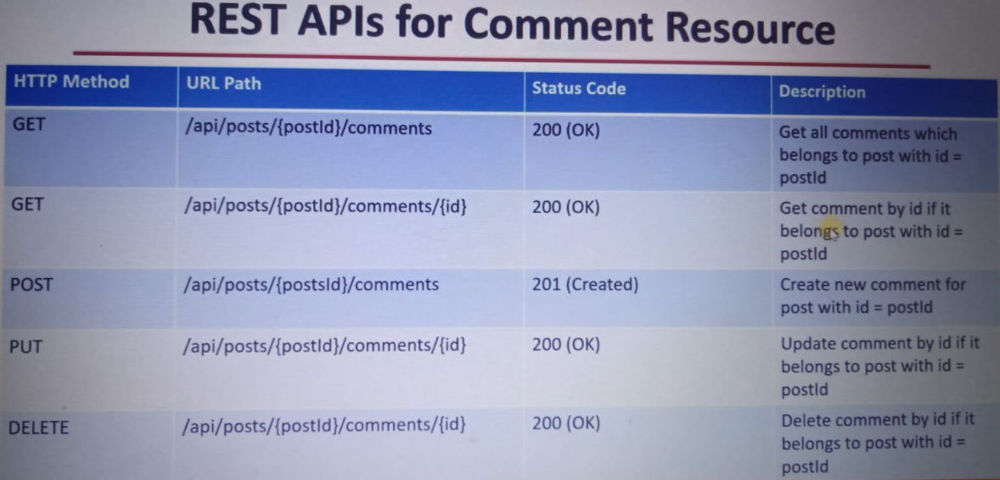 REST APIs for Comment Resource
HTTP Method URL Path Status Code Description
GET /api/posts/{postId}/comments 200 (OK) Get all comments which
belongs to post with id =
postId
GET /api/posts/{postId}/comments/{id} 200 (OK) Get comment by id if it
belongs to post with id =
postId
POST /api/posts/{postsId}/comments 201 (Created) Create new comment for
post with id = postId
PUT /api/posts/{postId}/comments/{id} 200 (OK) Update comment by id if it
belongs to post with id =
postId
DELETE /api/posts/{postId}/comments/{id} 200 (OK) Delete comment by id if it
belongs to post with id =
postId